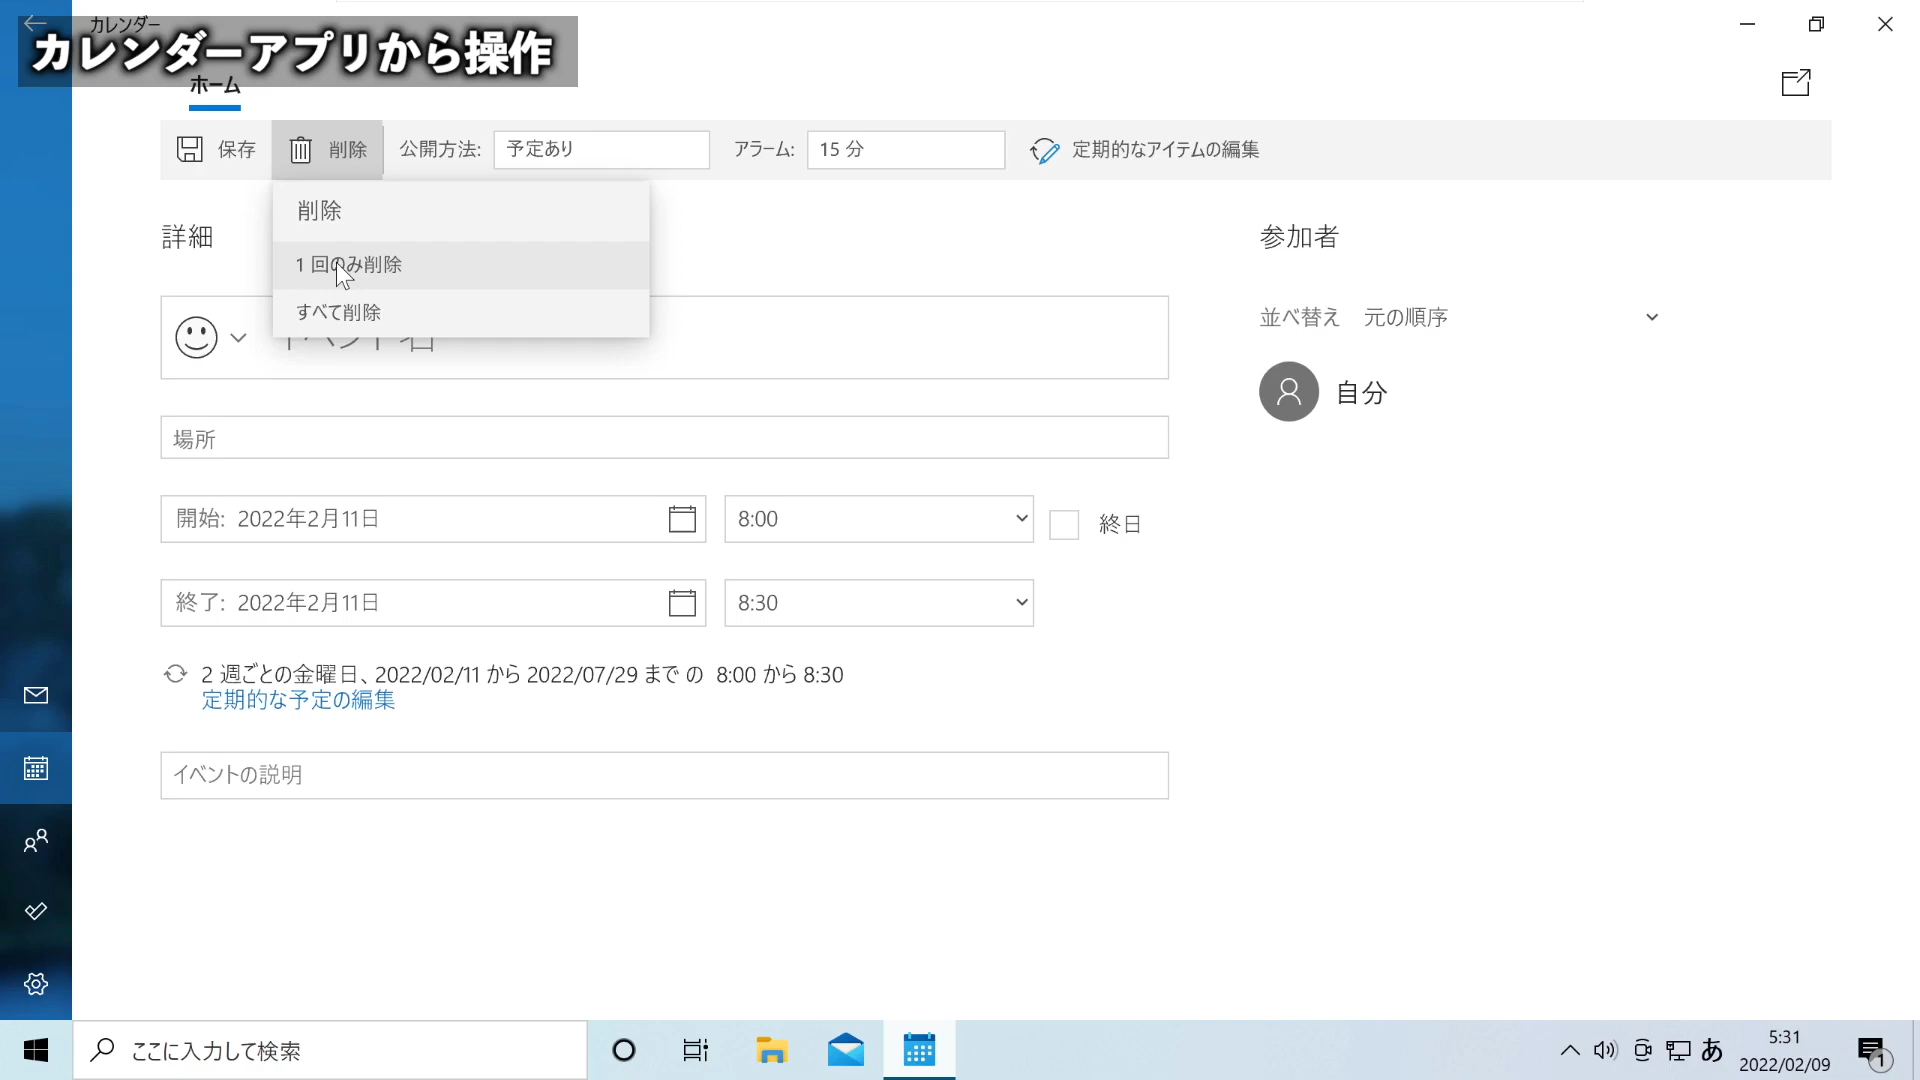 カレンダー
カレンダーアプリから操作
ホーム
保存 削除 公開方法: 予定あり アラーム: 15 分 定期的なアイテムの編集
削除
1 回のみ削除
すべて削除
詳細
イベント名
場所
開始: 2022年2月11日 8:00 終日
終了: 2022年2月11日 8:30
2 週ごとの金曜日、2022/02/11 から 2022/07/29 まで の 8:00 から 8:30
定期的な予定の編集
イベントの説明
参加者
並べ替え 元の順序
自分
ここに入力して検索
あ
5:31
2022/02/09
1